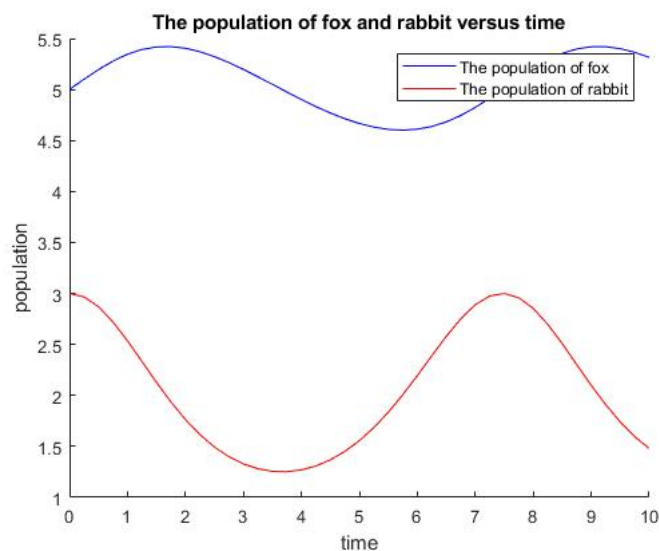 The population of fox and rabbit versus time
5.5
5
4.5
4
3.5
3
2.5
2
1.5
1
population
The population of fox
The population of rabbit
0 1 2 3 4 5 6 7 8 9 10
time